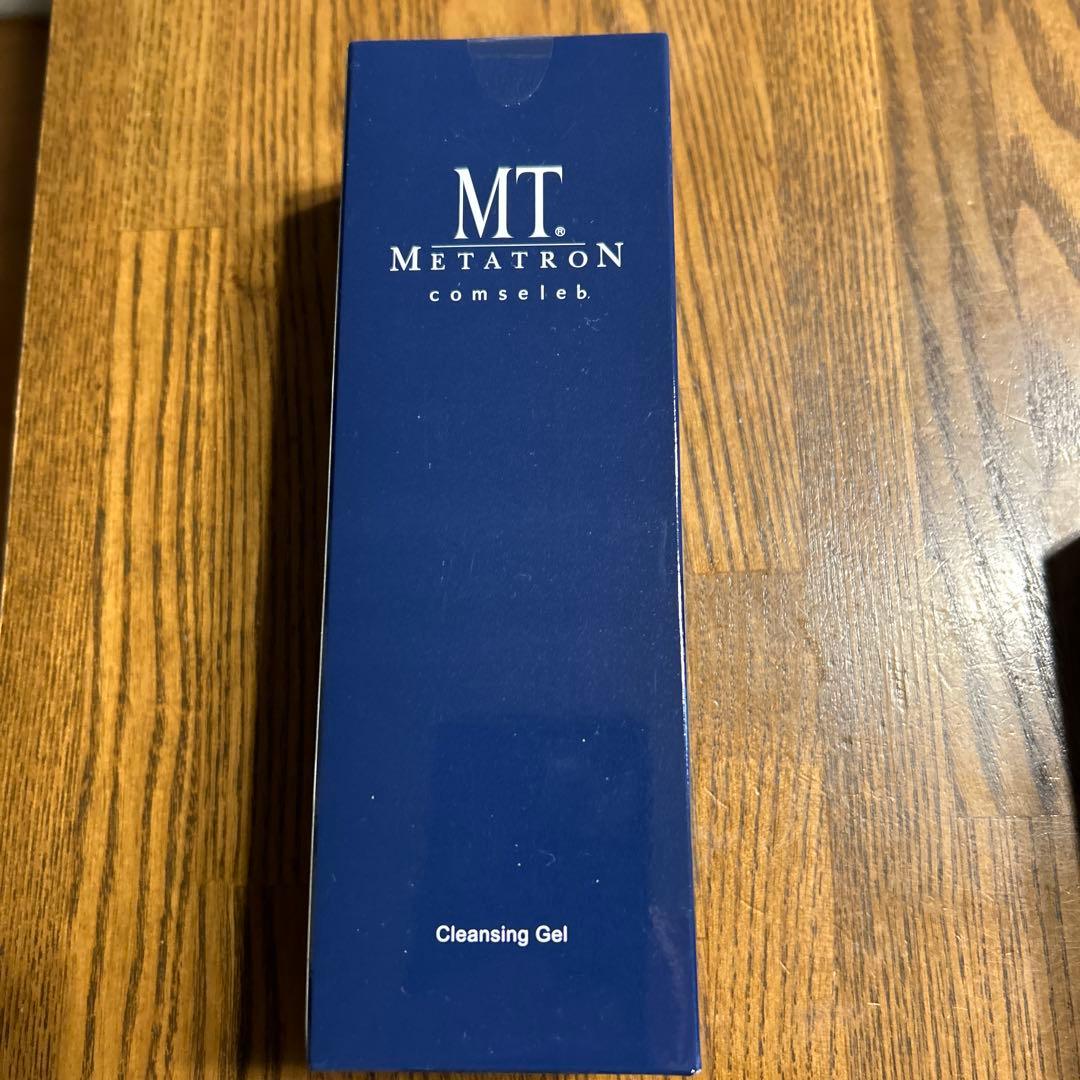 MT®
METATRON
comseleb.
Cleansing Gel